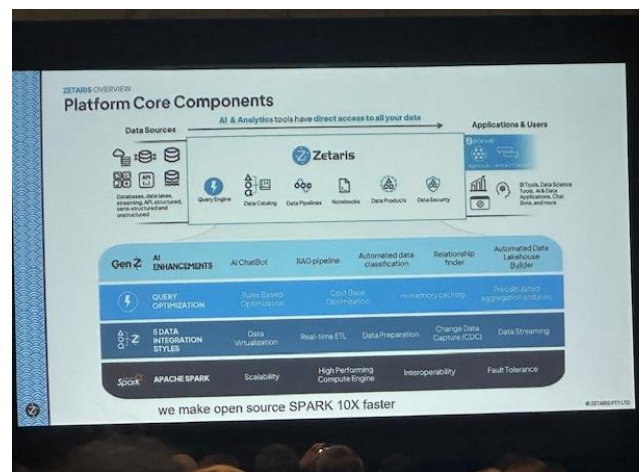 ZETARIS OVERVIEW
Platform Core Components
AI & Analytics tools have direct access to all your data
Data Sources
Applications & Users
Zetaris
API
Databases, data lakes,
streaming, API, structured,
semi-structured and
unstructured
Query Engine
Data Catalog
Data Pipelines
Notebooks
Data Products
Data Security
BI Tools, Data Science
Tools, AI & Data
Applications, Chat
Bots, and more
Gen Z
AI
ENHANCEMENTS
AI ChatBot
RAG pipeline
Automated data
classification
Relationship
finder
Automated Data
Lakehouse
Builder
QUERY
OPTIMIZATION
Rules Based
Optimization
Cost Base
Optimization
In-memory caching
Precalculated
aggregation and joins
5 DATA
INTEGRATION
STYLES
Data
Virtualization
Real-time ETL
Data Preparation
Change Data
Capture (CDC)
Data Streaming
Spark
APACHE SPARK
Scalability
High Performing
Compute Engine
Interoperability
Fault Tolerance
we make open source SPARK 10X faster
© ZETARIS PTY LTD